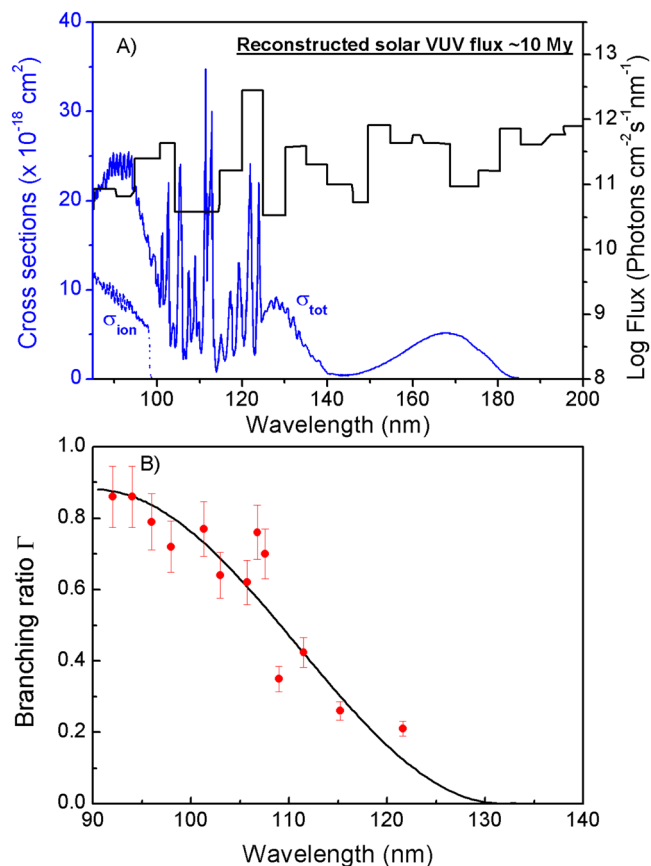 A)
Reconstructed solar VUV flux ~10 My
40
30
20
10
0
13
12
11
10
9
8
Cross sections (x 10⁻¹⁸ cm²)
Log Flux (Photons cm⁻²s⁻¹nm⁻¹)
σion
σtot
100 120 140 160 180 200
Wavelength (nm)
B)
1.0
0.8
0.6
0.4
0.2
0.0
Branching ratio Γ
90 100 110 120 130 140
Wavelength (nm)